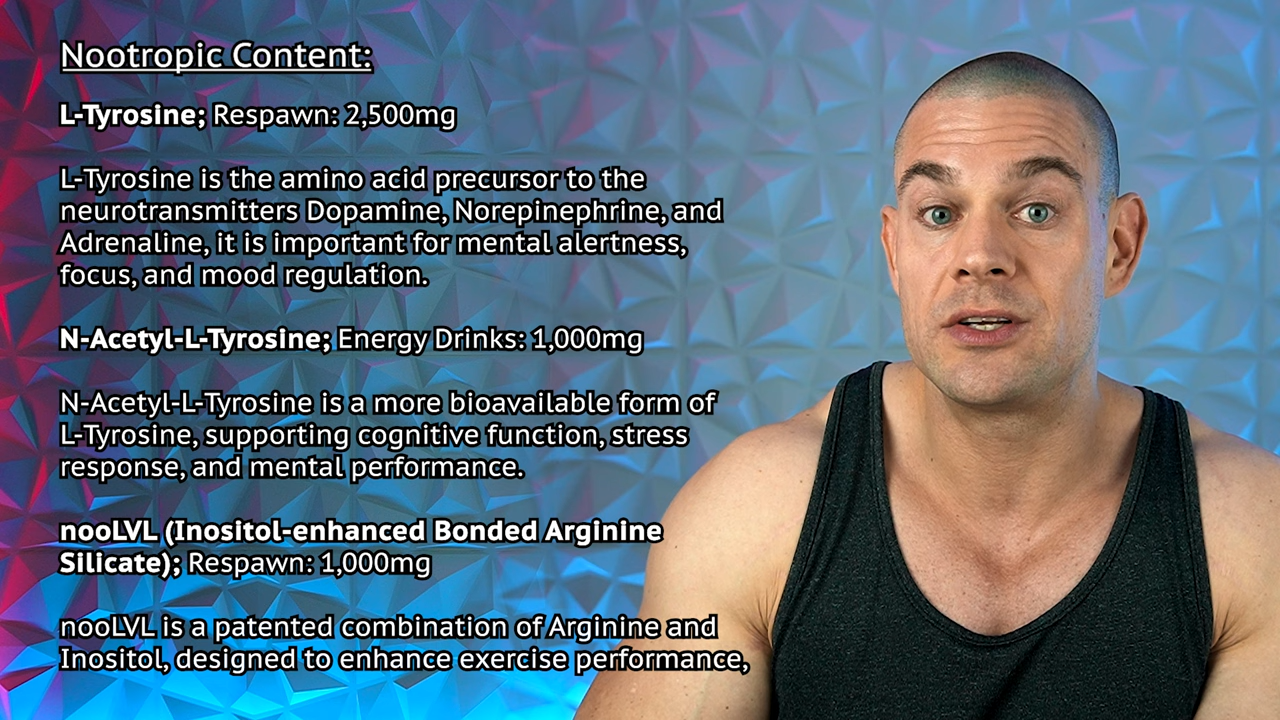 Nootropic Content:
L-Tyrosine; Respawn: 2,500mg
L-Tyrosine is the amino acid precursor to the
neurotransmitters Dopamine, Norepinephrine, and
Adrenaline, it is important for mental alertness,
focus, and mood regulation.
N-Acetyl-L-Tyrosine; Energy Drinks: 1,000mg
N-Acetyl-L-Tyrosine is a more bioavailable form of
L-Tyrosine, supporting cognitive function, stress
response, and mental performance.
nooLVL (Inositol-enhanced Bonded Arginine
Silicate); Respawn: 1,000mg
nooLVL is a patented combination of Arginine and
Inositol, designed to enhance exercise performance,